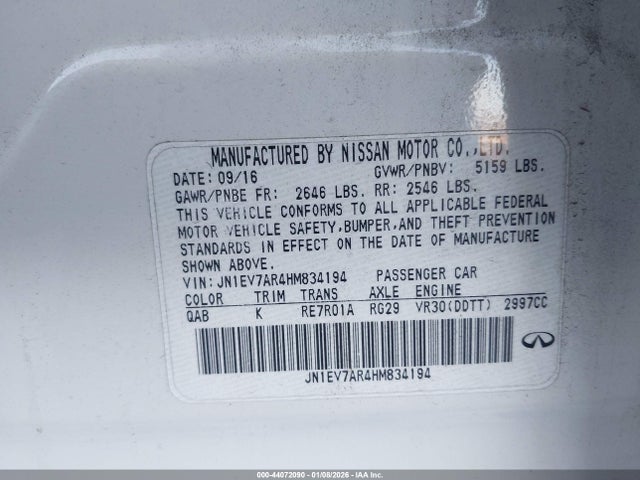 MANUFACTURED BY NISSAN MOTOR CO.,LTD.
DATE: 09/16 GVWR/PNBV: 5159 LBS.
GAWR/PNBE FR: 2646 LBS. RR: 2546 LBS.
THIS VEHICLE CONFORMS TO ALL APPLICABLE FEDERAL
MOTOR VEHICLE SAFETY,BUMPER,AND THEFT PREVENTION
STANDARDS IN EFFECT ON THE DATE OF MANUFACTURE
SHOWN ABOVE.
VIN: JN1EV7AR4HM834194 PASSENGER CAR
COLOR TRIM TRANS AXLE ENGINE
QAB K RE7R01A RG29 VR30(DDTT) 2997CC
JN1EV7AR4HM834194
000-44072090 - 01/08/2026 - IAA Inc.